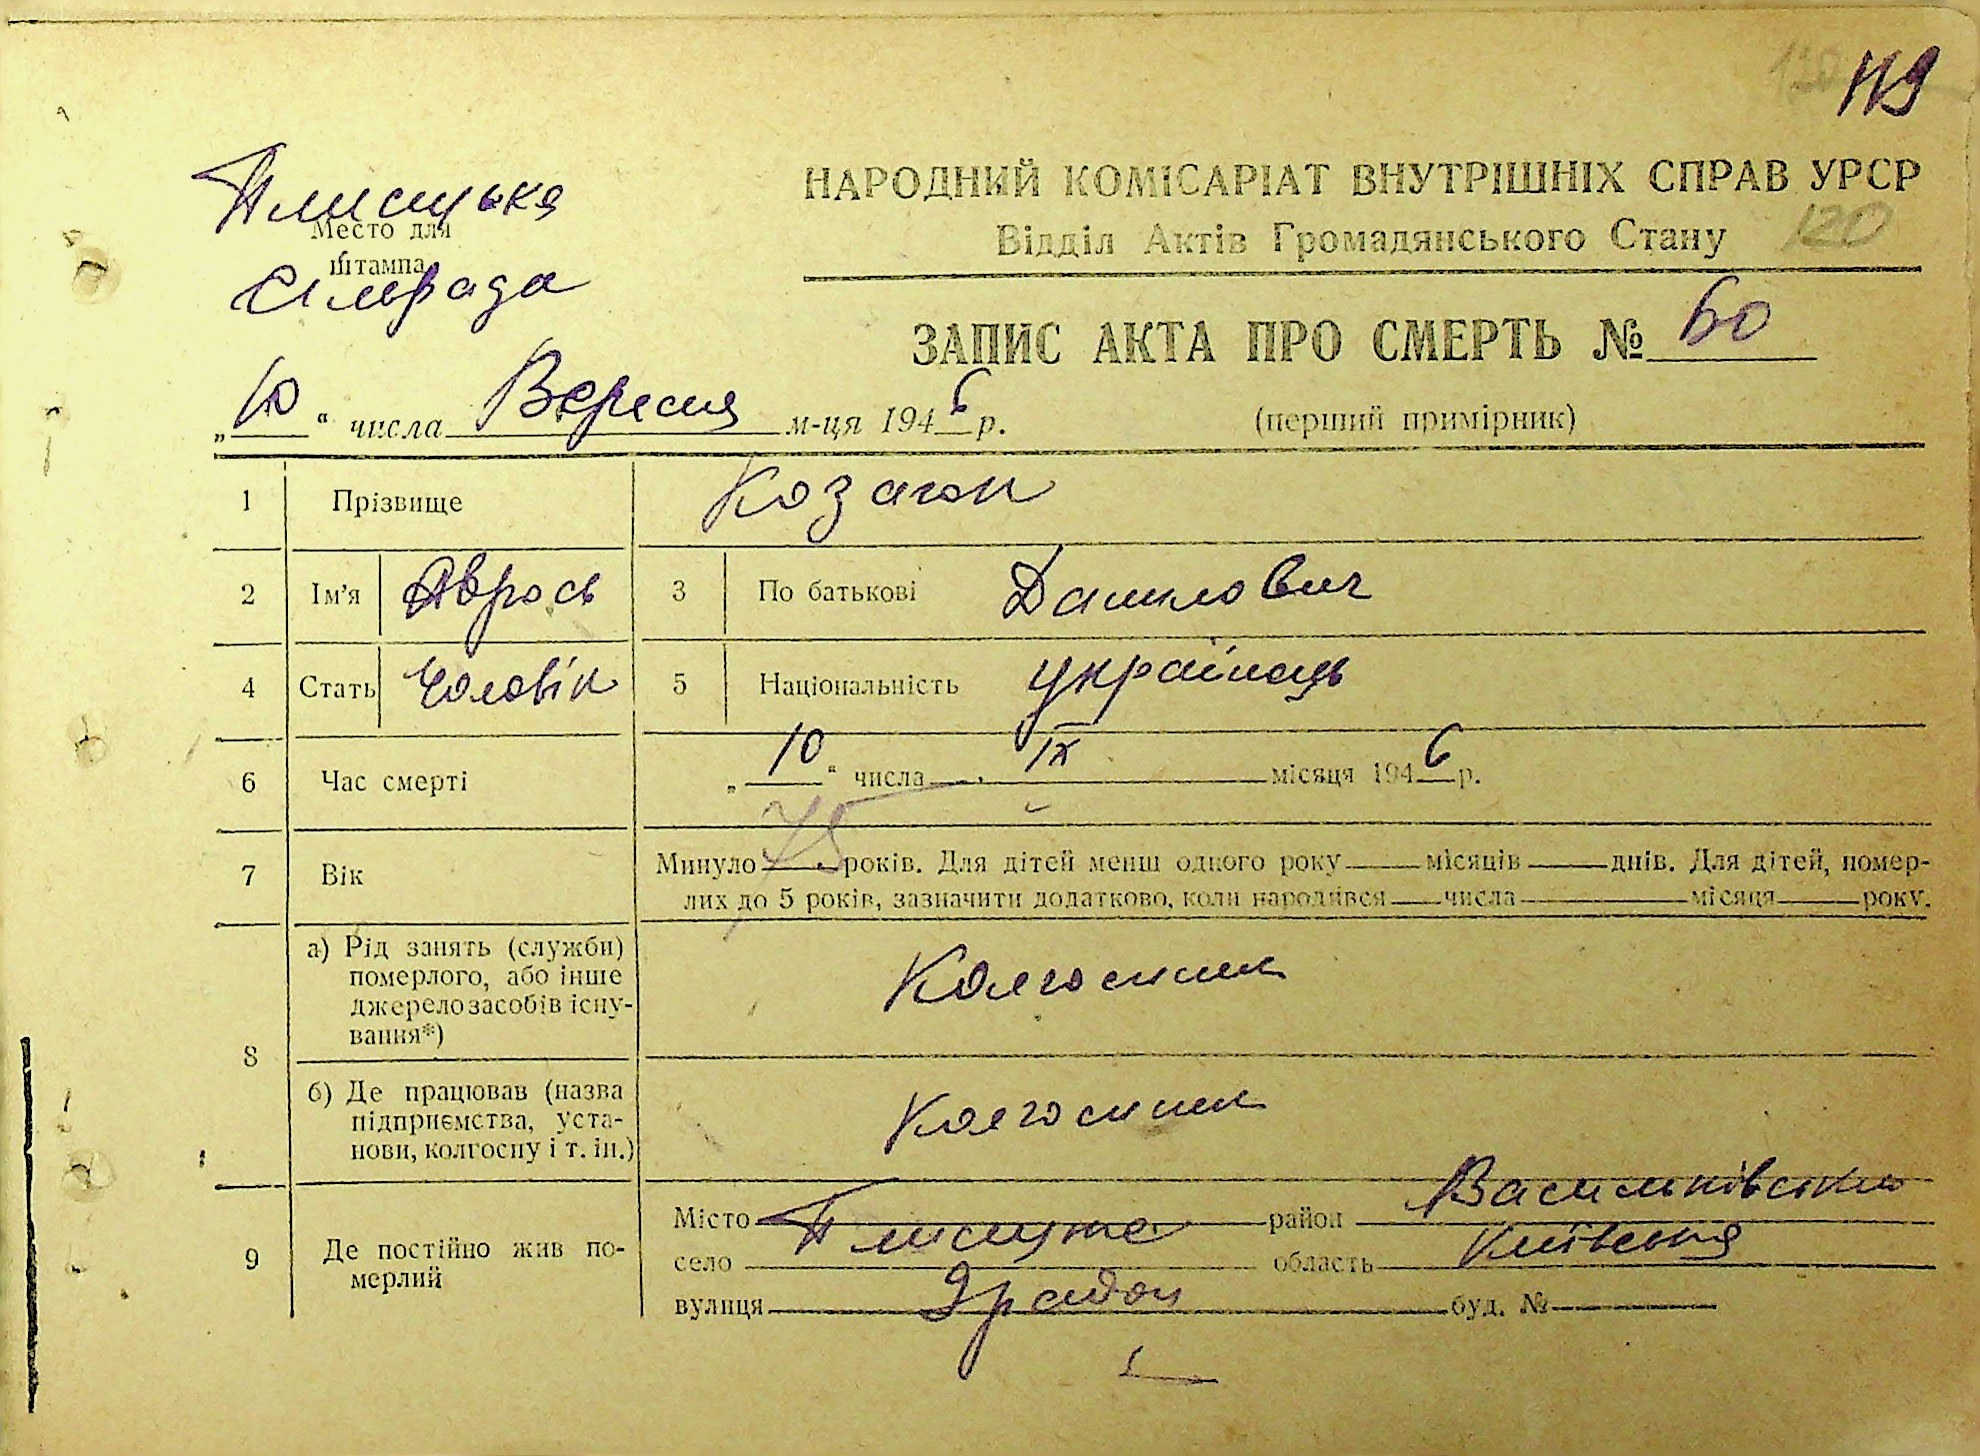 119
Плисецька
Место для
штампа
Сільрада
НАРОДНИЙ КОМІСАРІАТ ВНУТРІШНІХ СПРАВ УРСР
Відділ Актів Громадянського Стану 120
ЗАПИС АКТА ПРО СМЕРТЬ № 60
„10“ числа Вересня м-ця 1946 р.
(перший примірник)
1 Прізвище Козагон
2 Ім'я Аврось 3 По батькові Данилович
4 Стать Чоловік 5 Національність українець
6 Час смерті „10“ числа IX місяця 1946 р.
7 Вік Минуло 75 років. Для дітей менш одного року місяців днів. Для дітей, помер-
лих до 5 років, зазначити додатково, коли народився числа місяця року.
8 а) Рід занять (служби)
померлого, або інше
джерело засобів існу-
вання*)
Колгоспник
б) Де працював (назва
підприємства, уста-
нови, колгоспу і т. ін.)
Колгоспник
9 Де постійно жив по-
мерлий
Місто Плисецьке район Васильківський
село область Київська
вулиця буд. №